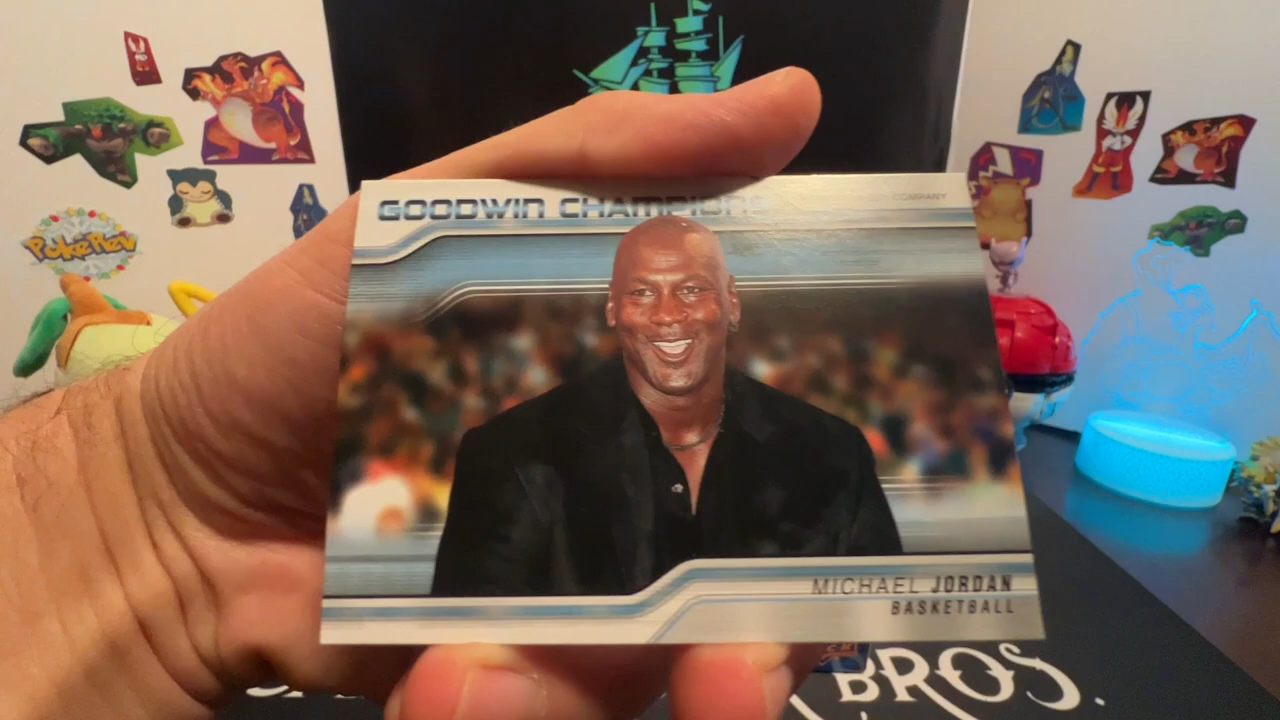 GOODWIN CHAMPIONS
COMPANY
PokeRev
MICHAEL JORDAN
BASKETBALL
BROS.